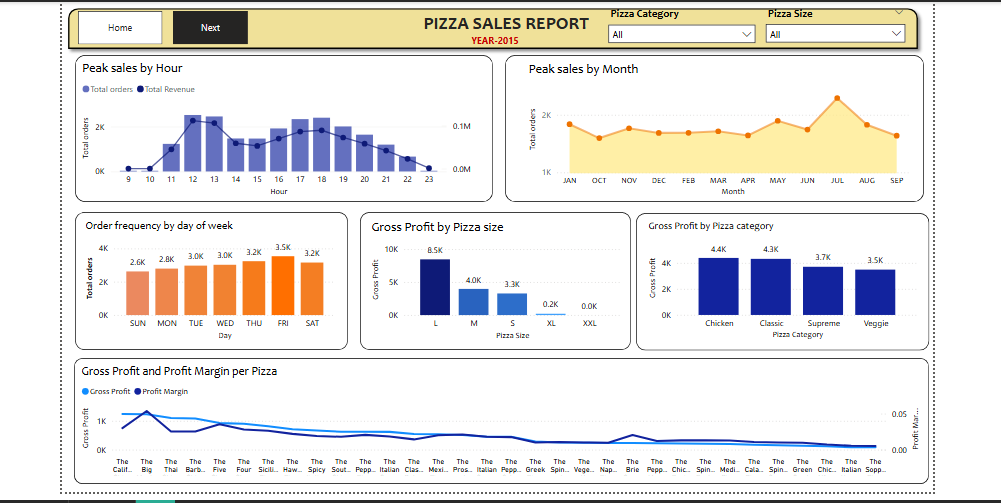 Home
Next
PIZZA SALES REPORT
YEAR-2015
Pizza Category
All
Pizza Size
All
Peak sales by Hour
Total orders Total Revenue
Total orders
2K
0K
0.1M
0.0M
9 10 11 12 13 14 15 16 17 18 19 20 21 22 23
Hour
Peak sales by Month
Total orders
2K
1K
JAN OCT NOV DEC FEB MAR APR MAY JUN JUL AUG SEP
Month
Order frequency by day of week
Total orders
4K
2K
0K
2.6K 2.8K 3.0K 3.0K 3.2K 3.5K 3.2K
SUN MON TUE WED THU FRI SAT
Day
Gross Profit by Pizza size
Gross Profit
10K
5K
0K
8.5K 4.0K 3.3K 0.2K 0.0K
L M S XL XXL
Pizza Size
Gross Profit by Pizza category
Gross Profit
4K
2K
0K
4.4K 4.3K 3.7K 3.5K
Chicken Classic Supreme Veggie
Pizza Category
Gross Profit and Profit Margin per Pizza
Gross Profit Profit Margin
Gross Profit
1K
0K
0.05
0.00
Profit Mar...
The Calif... The Big The Thai The Barb... The Five The Four The Sicili... The Haw... The Spicy The Sout... The Pepp... The Italian The Clas... The Mexi... The Pros... The Italian The Pepp... The Greek The Spin... The Vege... The Nap... The Brie The Pepp... The Chic... The Spin... The Medi... The Cala... The Spin... The Green The Chic... The Italian The Sopp...